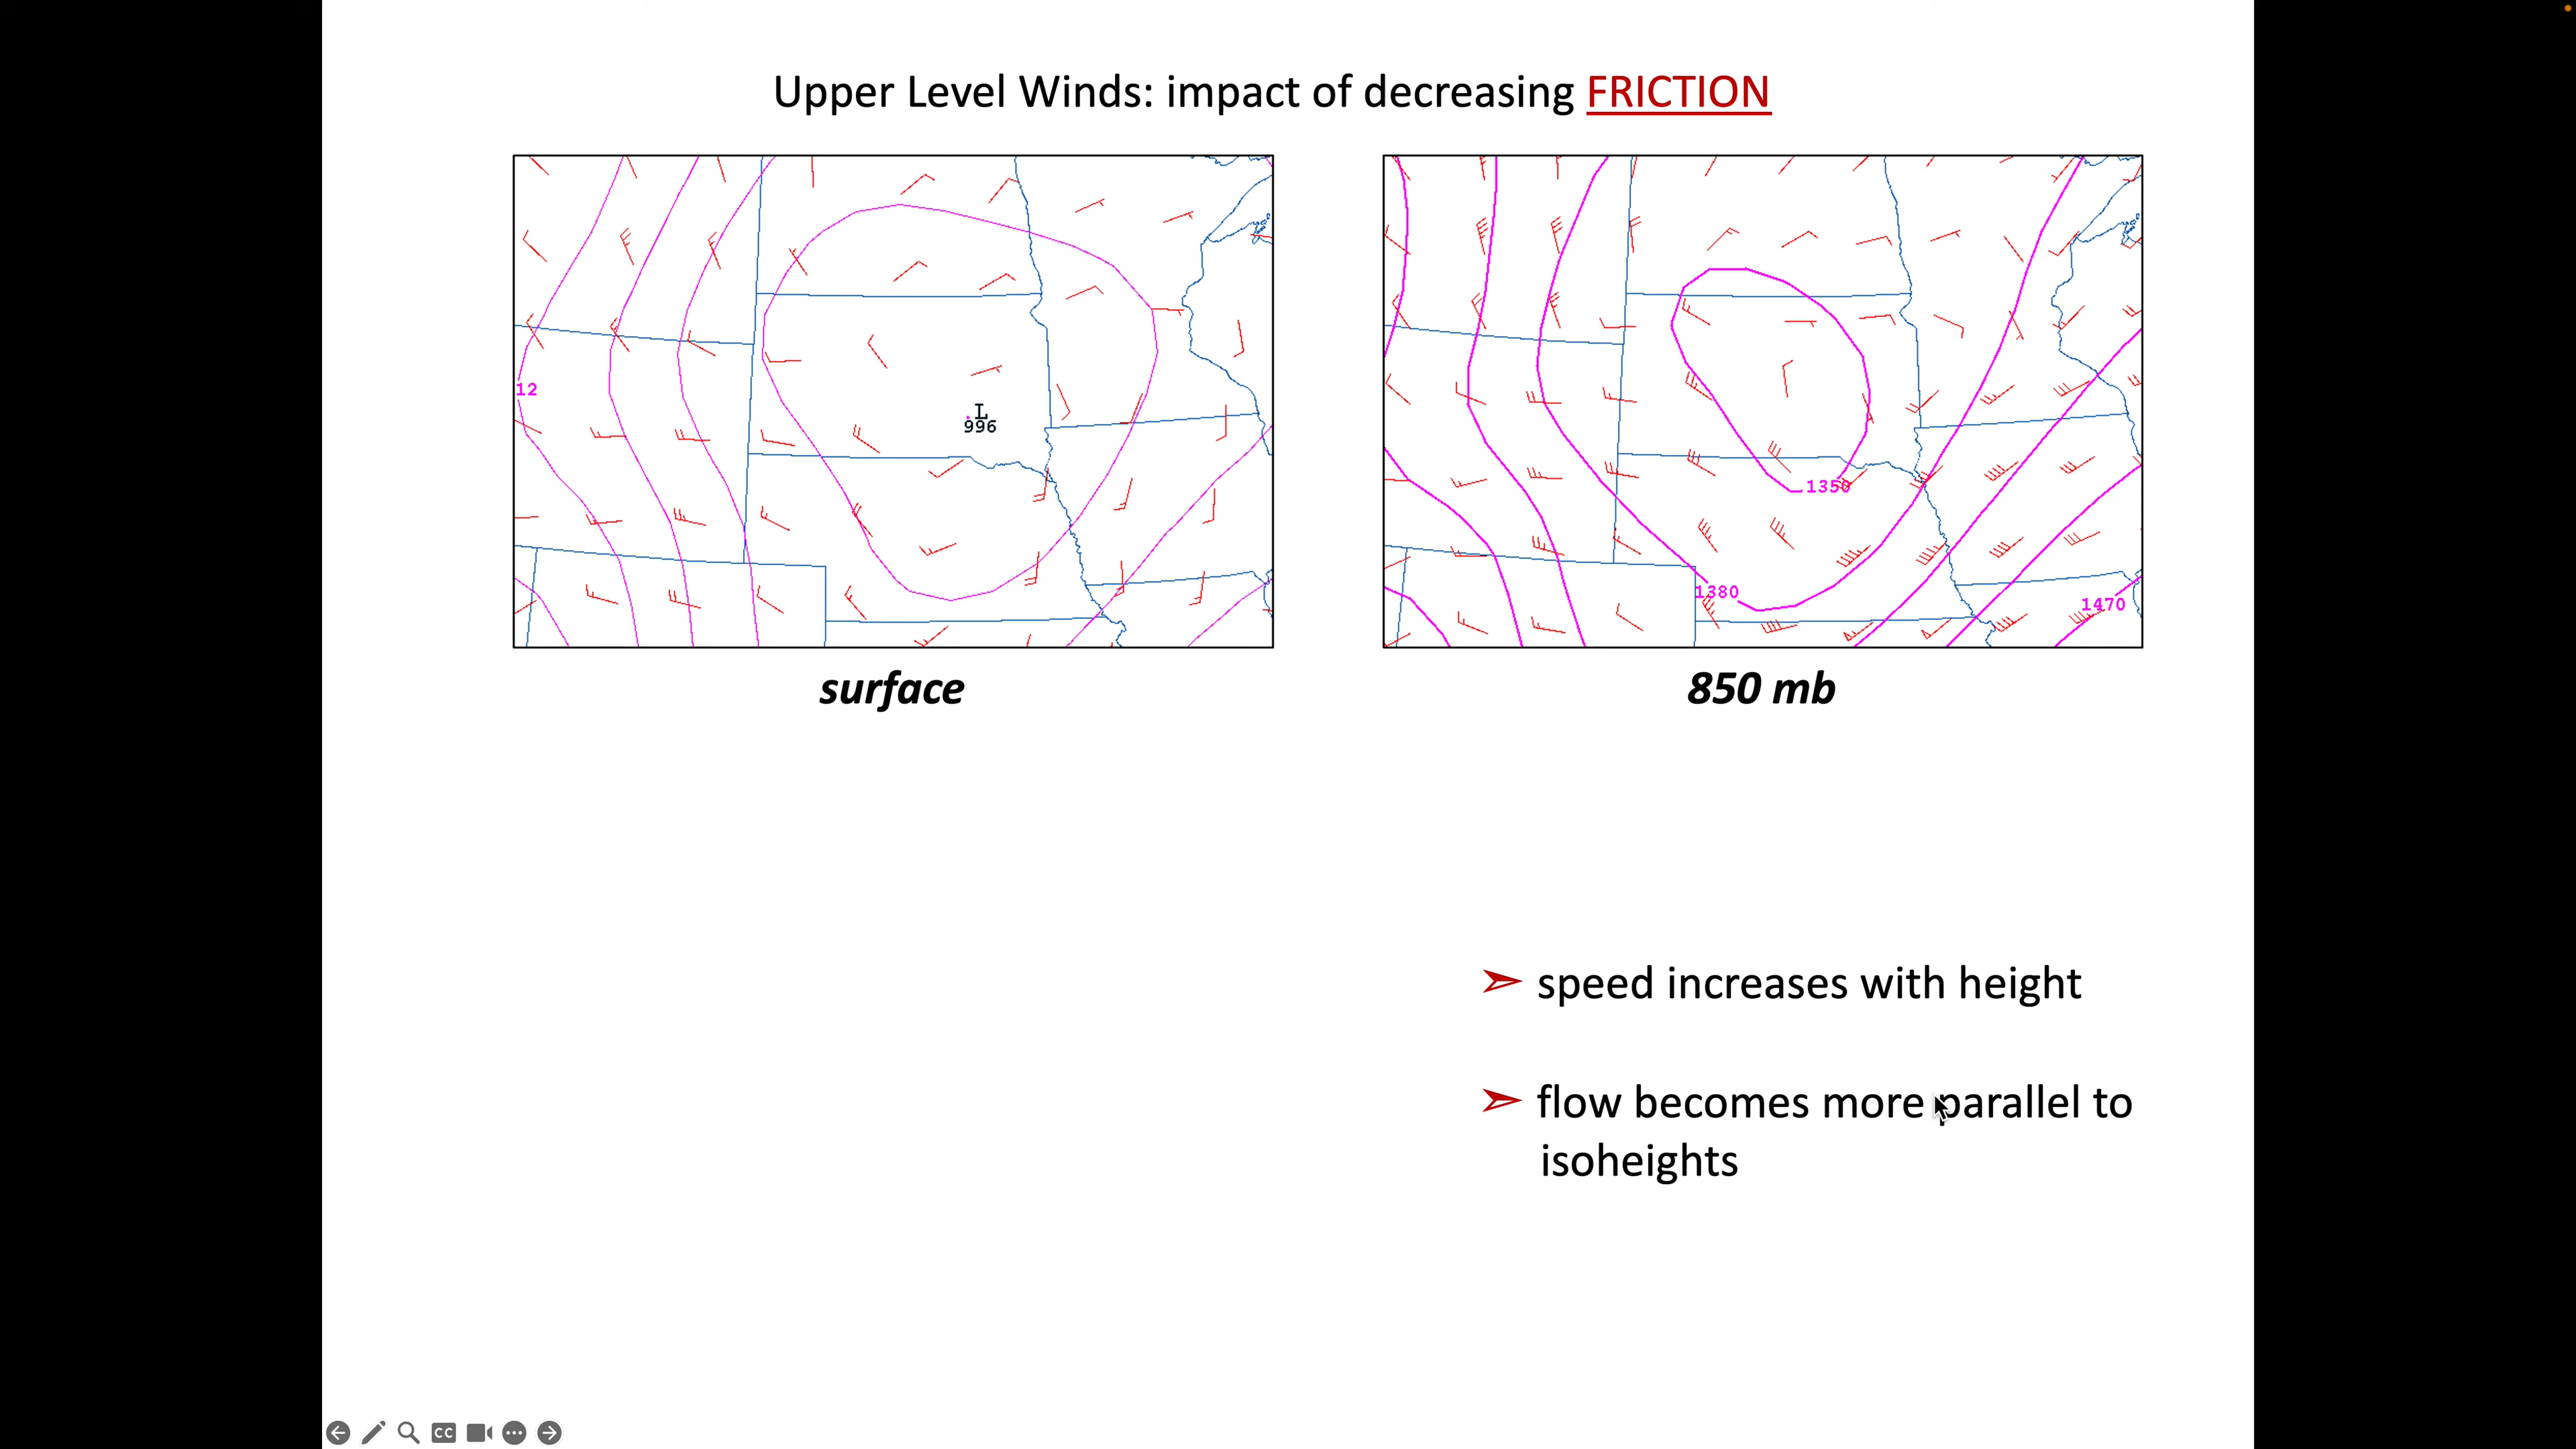 Upper Level Winds: impact of decreasing FRICTION
12
L
996
1350
1380
1470
surface
850 mb
speed increases with height
flow becomes more parallel to
isoheights
CC